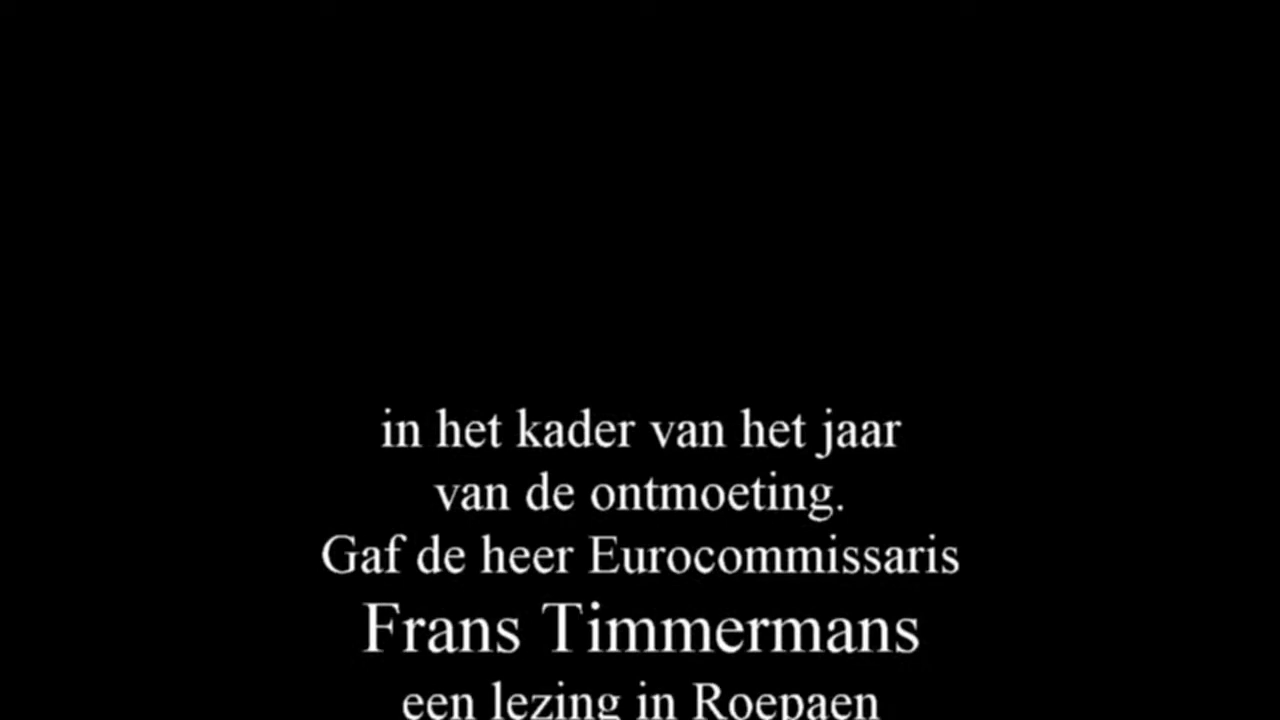 in het kader van het jaar
van de ontmoeting.
Gaf de heer Eurocommissaris
Frans Timmermans
een lezing in Roepaen